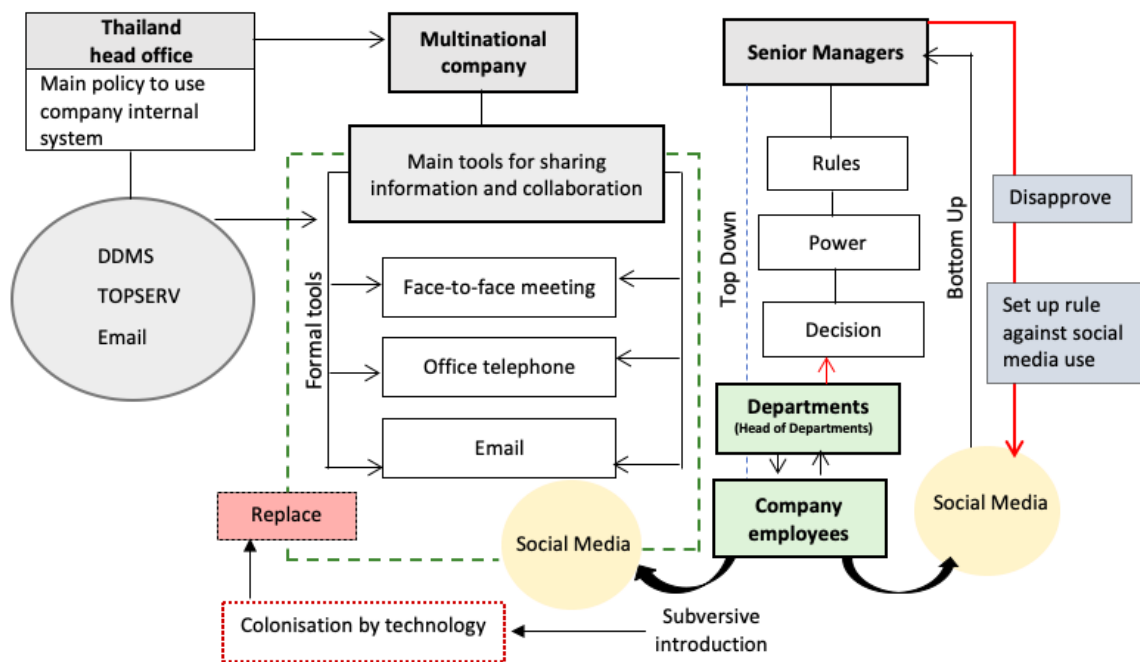 Thailand
head office
Main policy to use
company internal
system
DDMS
TOPSERV
Email
Multinational
company
Main tools for sharing
information and collaboration
Formal tools
Face-to-face meeting
Office telephone
Email
Replace
Social Media
Colonisation by technology
Subversive
introduction
Senior Managers
Rules
Power
Decision
Top Down
Departments
(Head of Departments)
Company
employees
Bottom Up
Disapprove
Set up rule
against social
media use
Social Media